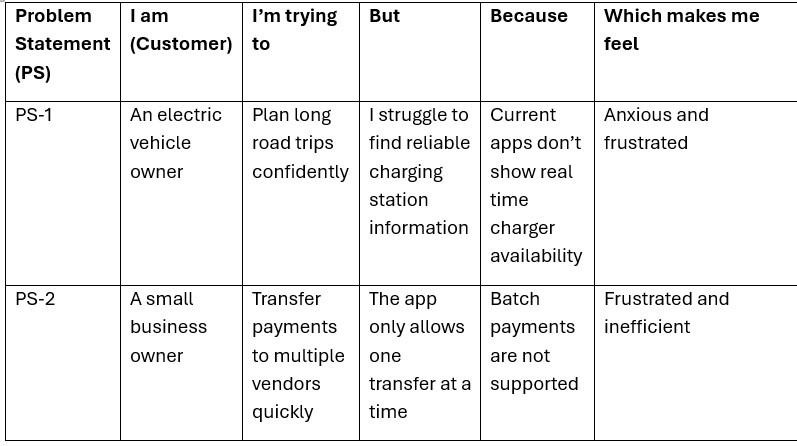 Problem Statement (PS) | I am (Customer) | I’m trying to | But | Because | Which makes me feel
PS-1 | An electric vehicle owner | Plan long road trips confidently | I struggle to find reliable charging station information | Current apps don’t show real time charger availability | Anxious and frustrated
PS-2 | A small business owner | Transfer payments to multiple vendors quickly | The app only allows one transfer at a time | Batch payments are not supported | Frustrated and inefficient